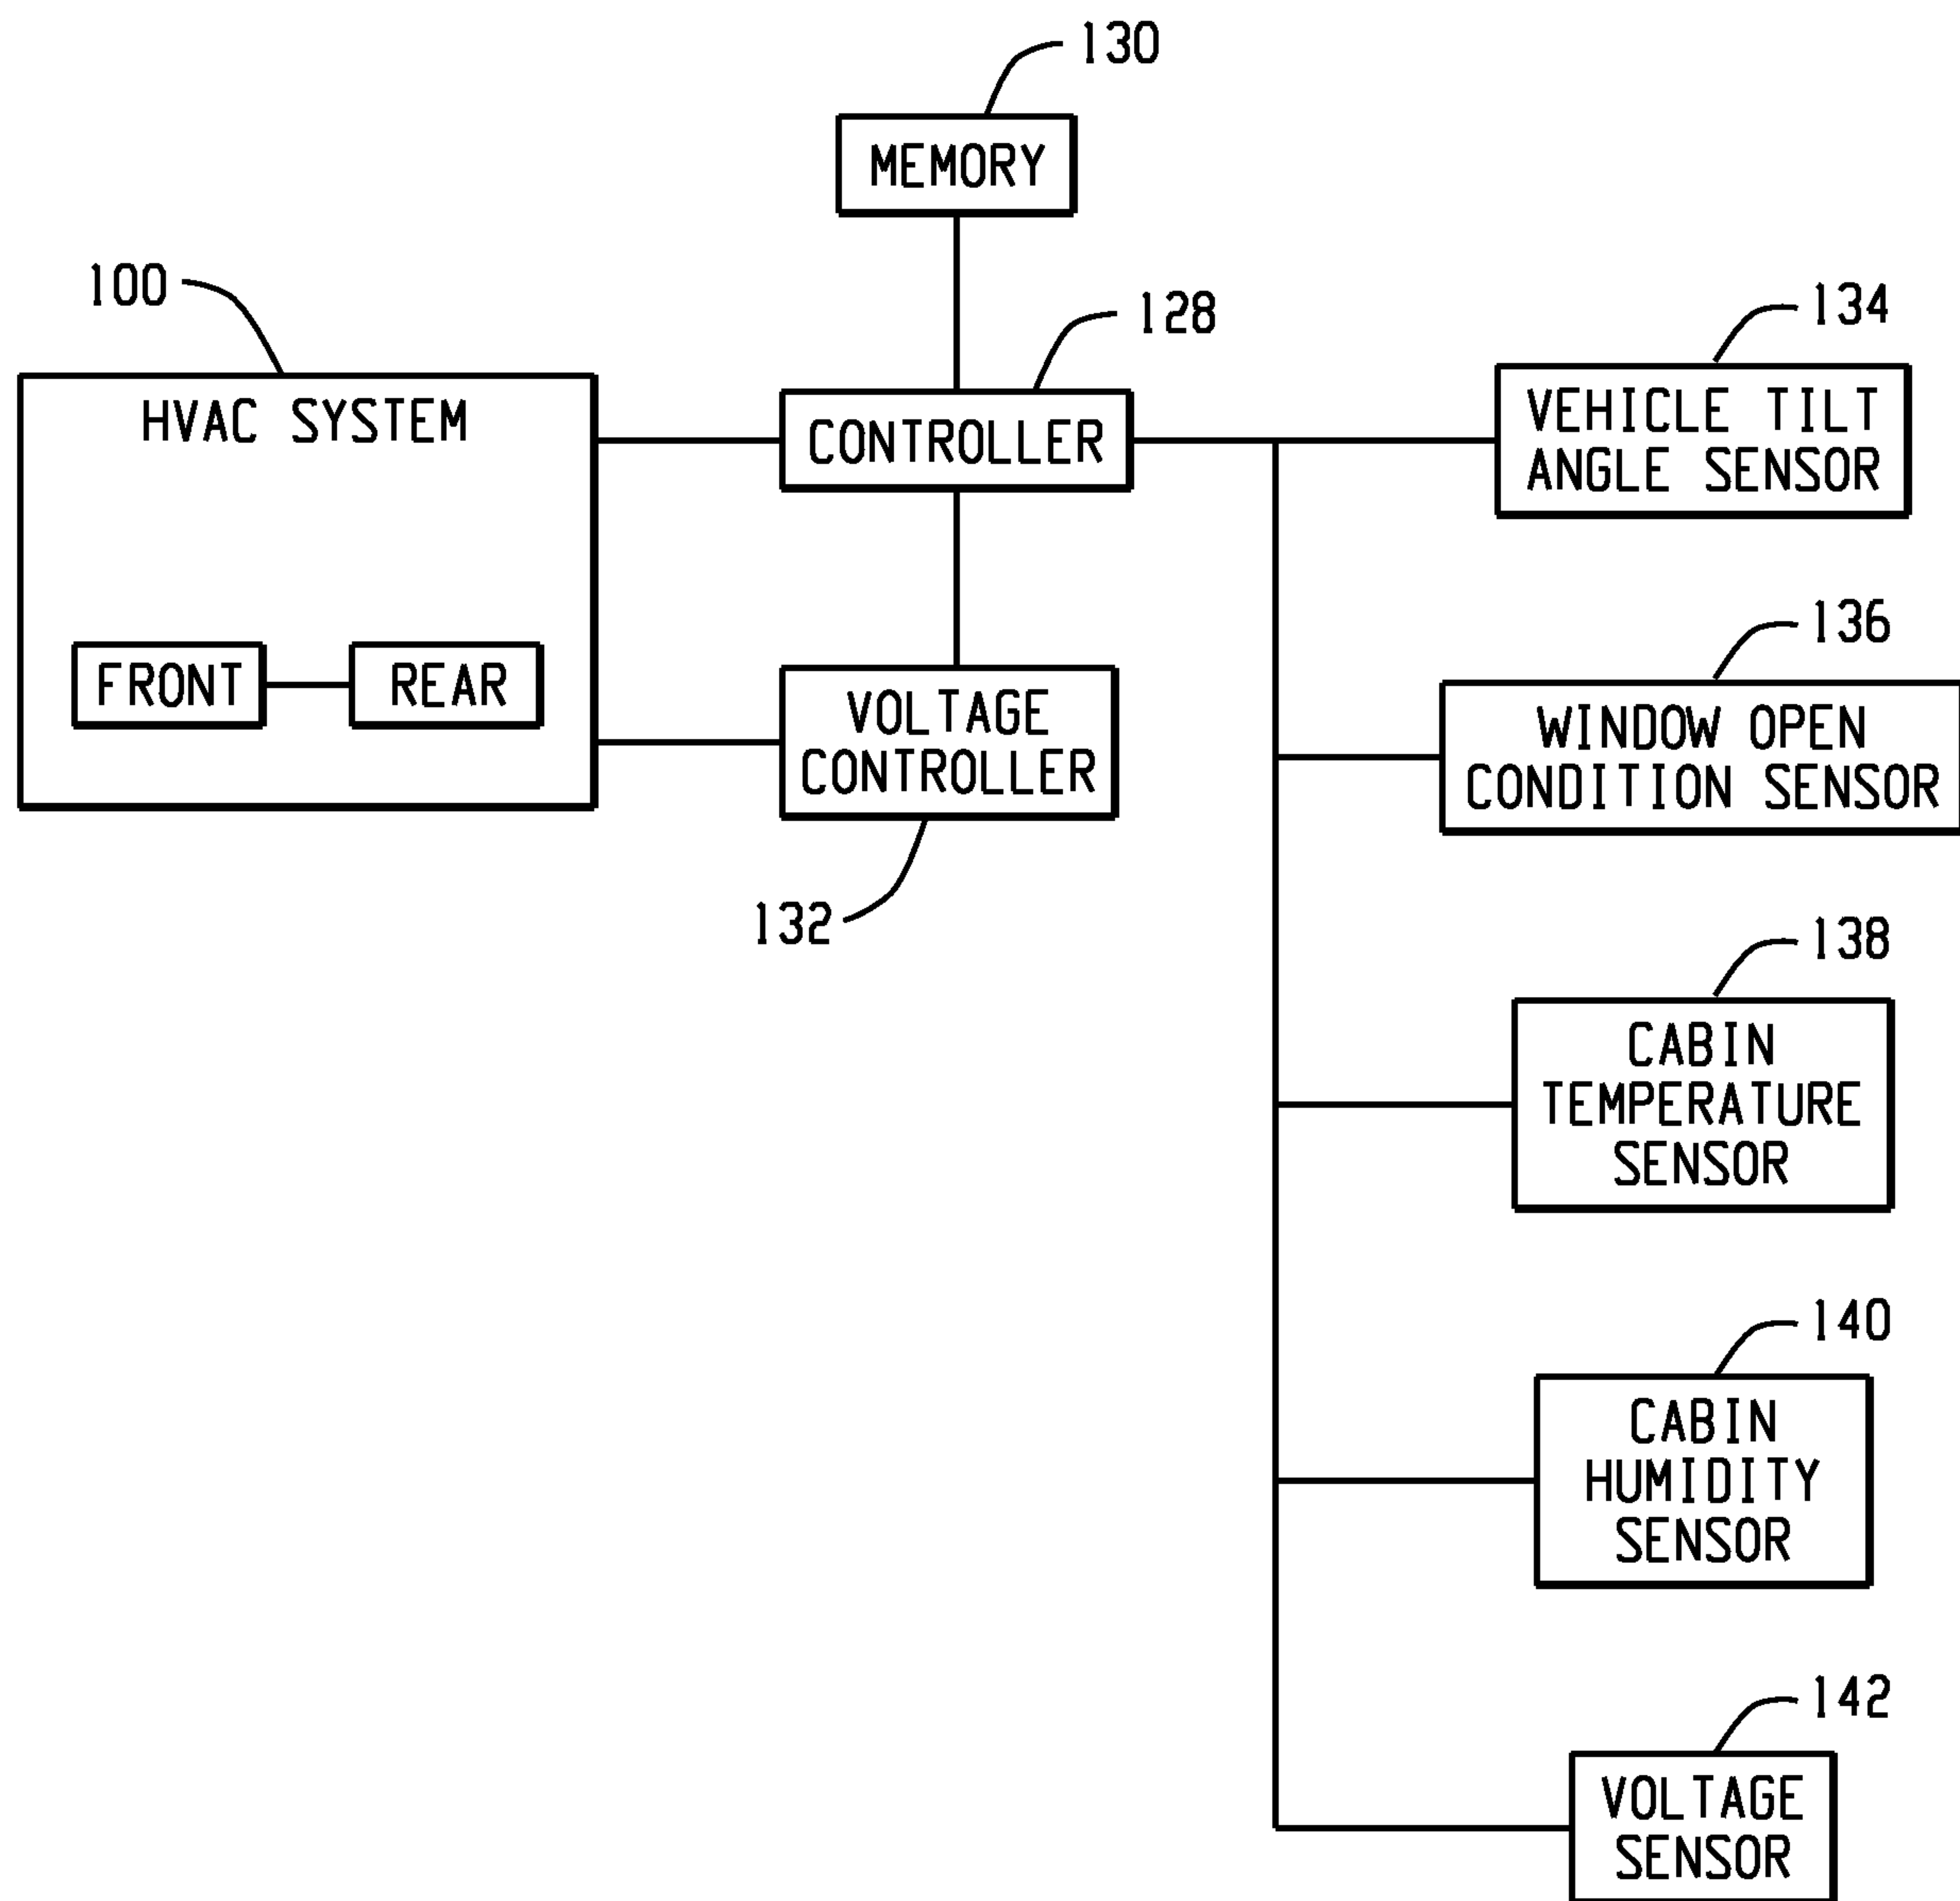 130
MEMORY
100
128
134
HVAC SYSTEM
CONTROLLER
VEHICLE TILT
ANGLE SENSOR
136
FRONT
REAR
VOLTAGE
CONTROLLER
WINDOW OPEN
CONDITION SENSOR
132
138
CABIN
TEMPERATURE
SENSOR
140
CABIN
HUMIDITY
SENSOR
142
VOLTAGE
SENSOR